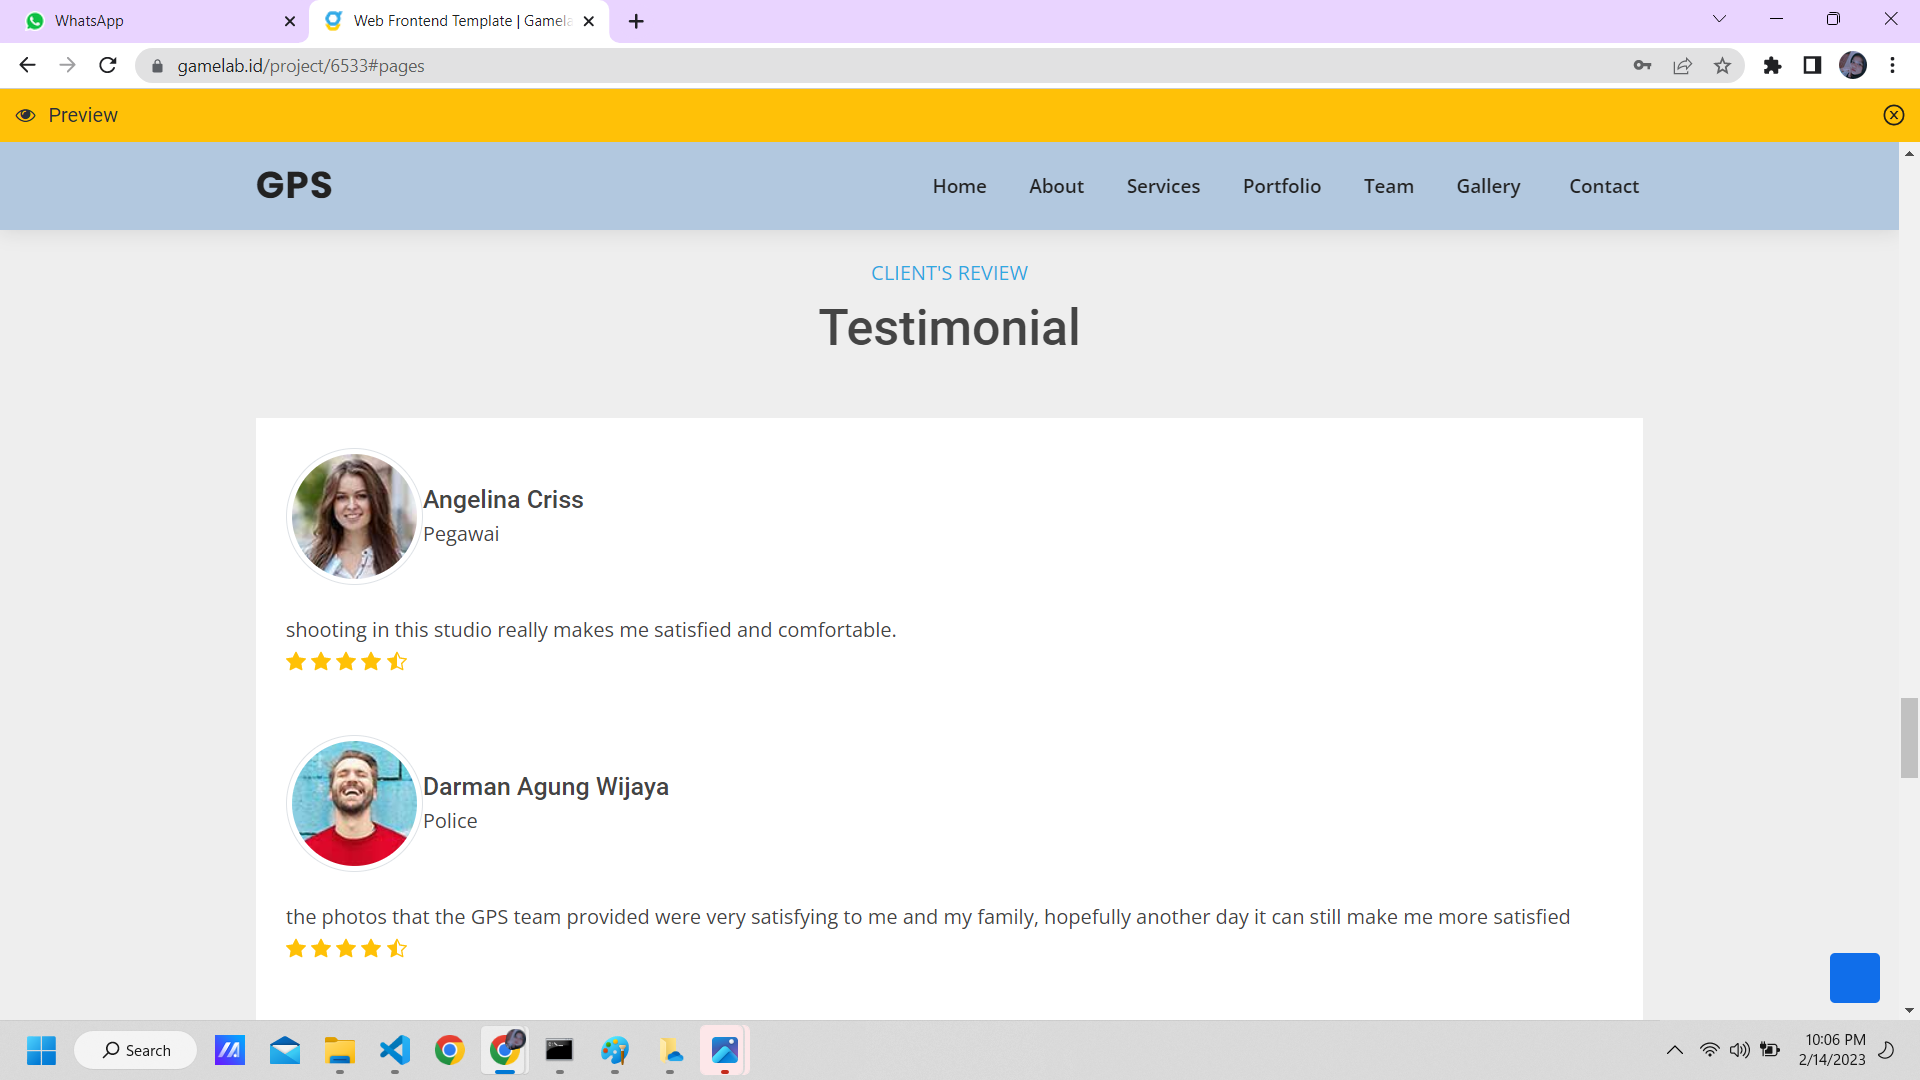 WhatsApp
Web Frontend Template | Gamela
gamelab.id/project/6533#pages
Preview
GPS
Home
About
Services
Portfolio
Team
Gallery
Contact
CLIENT'S REVIEW
Testimonial
Angelina Criss
Pegawai
shooting in this studio really makes me satisfied and comfortable.
Darman Agung Wijaya
Police
the photos that the GPS team provided were very satisfying to me and my family, hopefully another day it can still make me more satisfied
Search
10:06 PM
2/14/2023